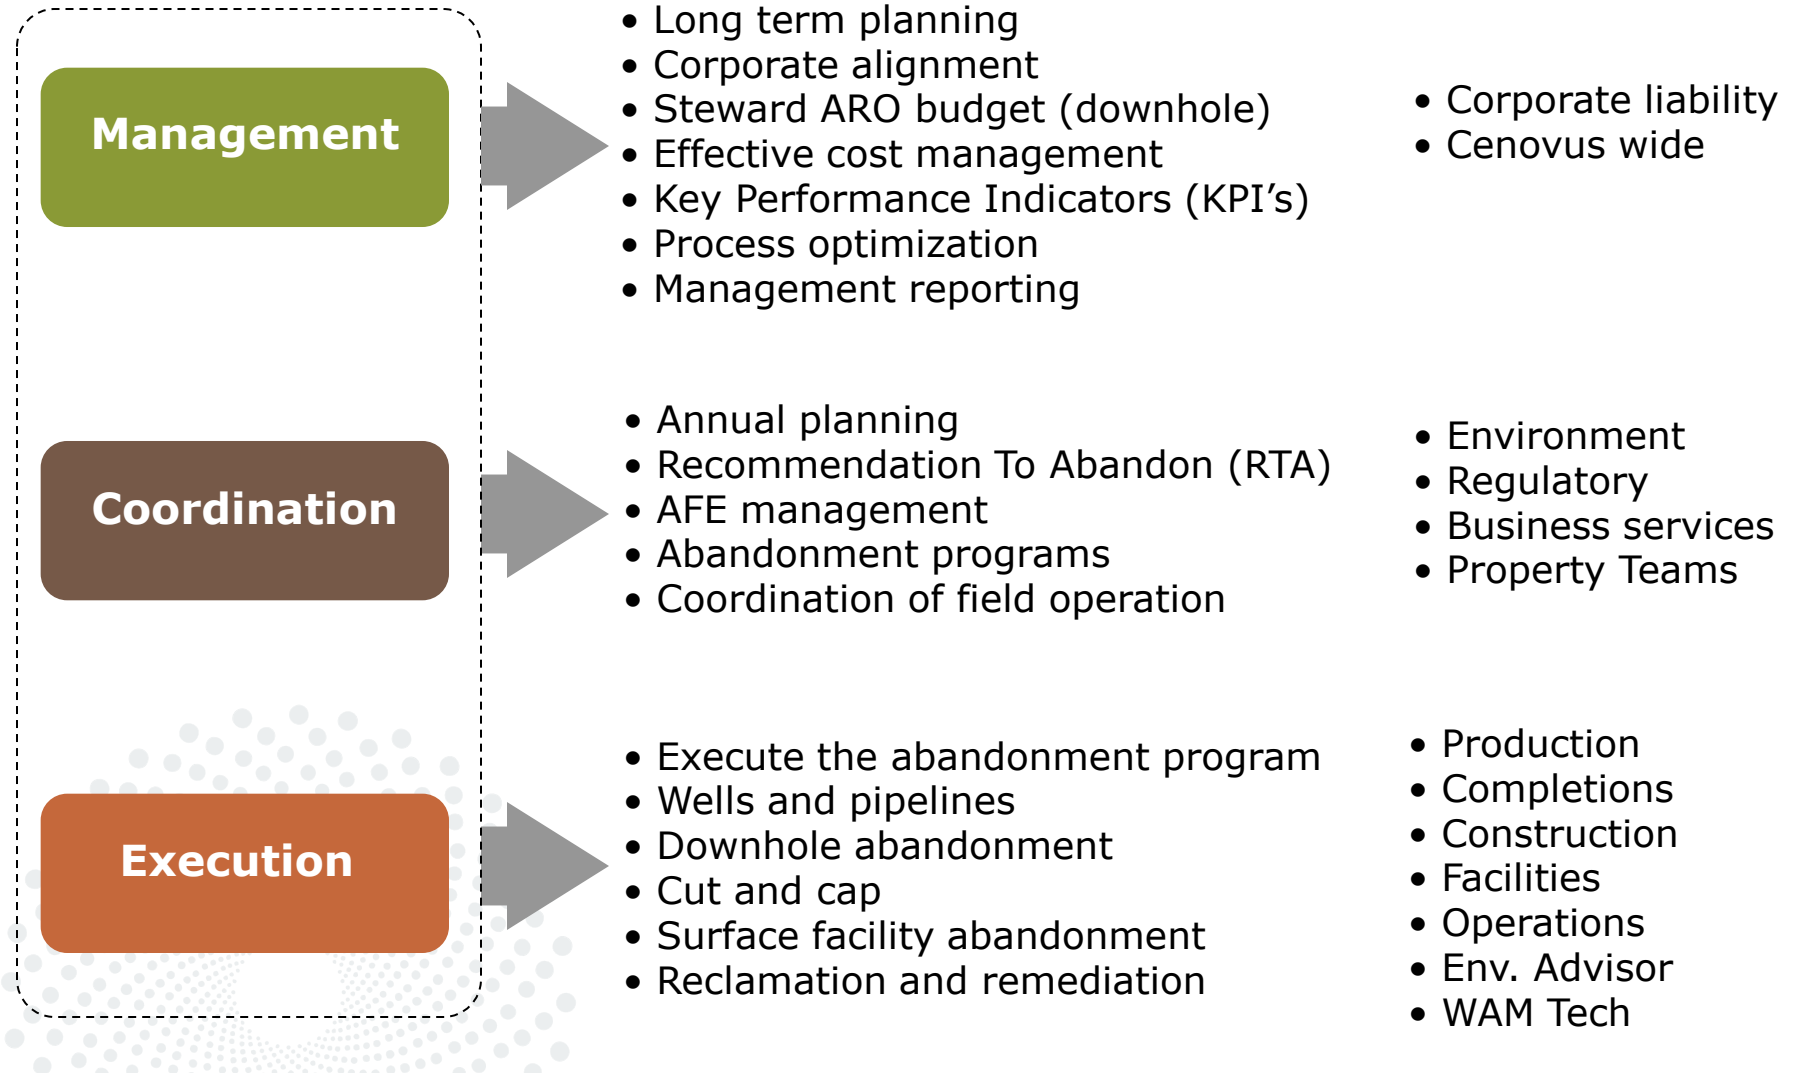 Management
• Long term planning
• Corporate alignment
• Steward ARO budget (downhole)
• Effective cost management
• Key Performance Indicators (KPI’s)
• Process optimization
• Management reporting
• Corporate liability
• Cenovus wide
Coordination
• Annual planning
• Recommendation To Abandon (RTA)
• AFE management
• Abandonment programs
• Coordination of field operation
• Environment
• Regulatory
• Business services
• Property Teams
Execution
• Execute the abandonment program
• Wells and pipelines
• Downhole abandonment
• Cut and cap
• Surface facility abandonment
• Reclamation and remediation
• Production
• Completions
• Construction
• Facilities
• Operations
• Env. Advisor
• WAM Tech